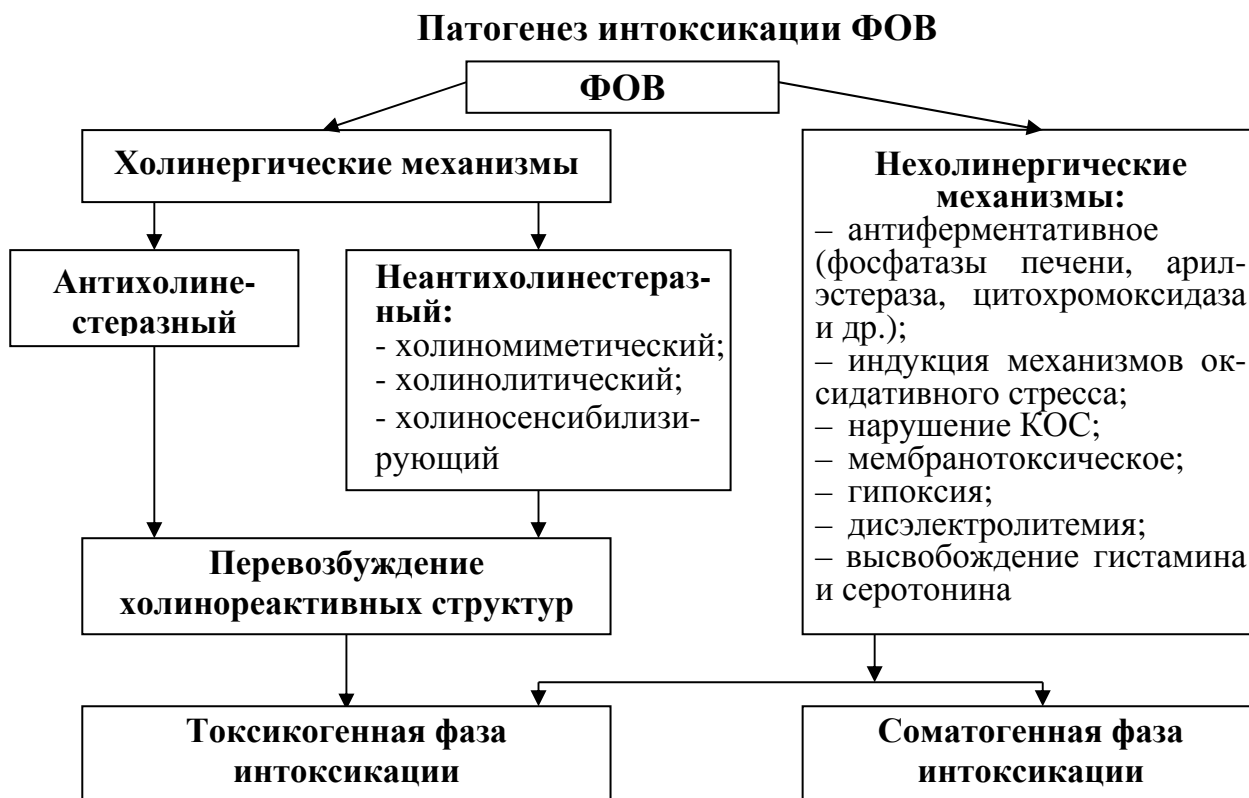 Патогенез интоксикации ФОВ
ФОВ
Холинергические механизмы
Антихолине-
стеразный
Неантихолинестераз-
ный:
- холиномиметический;
- холинолитический;
- холиносенсибилизи-
рующий
Перевозбуждение
холинореактивных структур
Нехолинергические
механизмы:
– антиферментативное
(фосфатазы печени, арил-
эстераза, цитохромоксидаза
и др.);
– индукция механизмов ок-
сидативного стресса;
– нарушение КОС;
– мембранотоксическое;
– гипоксия;
– дисэлектролитемия;
– высвобождение гистамина
и серотонина
Токсикогенная фаза
интоксикации
Соматогенная фаза
интоксикации